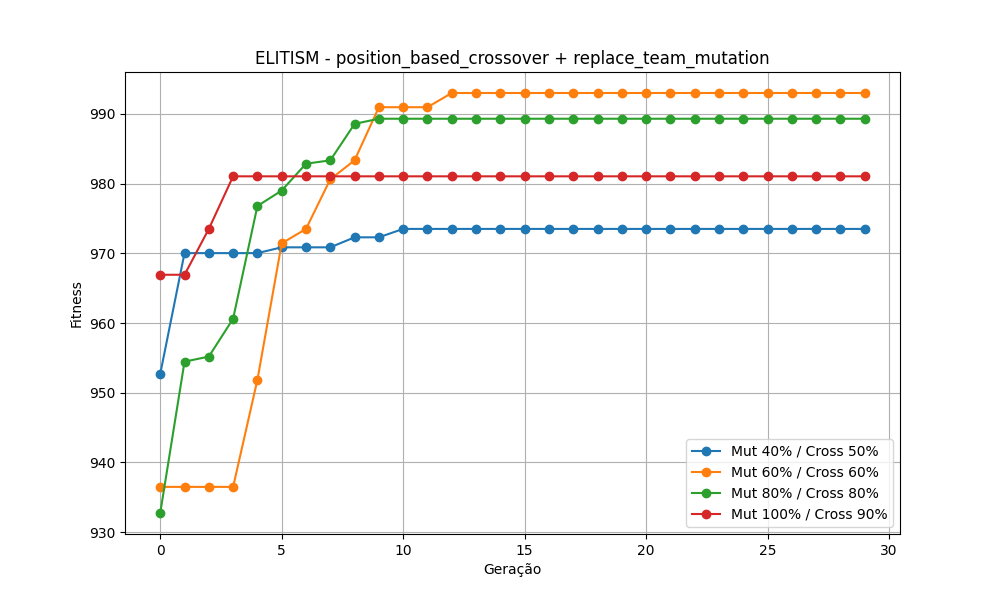 ELITISM - position_based_crossover + replace_team_mutation
Fitness
990
980
970
960
950
940
930
0 5 10 15 20 25 30
Geração
Mut 40% / Cross 50%
Mut 60% / Cross 60%
Mut 80% / Cross 80%
Mut 100% / Cross 90%